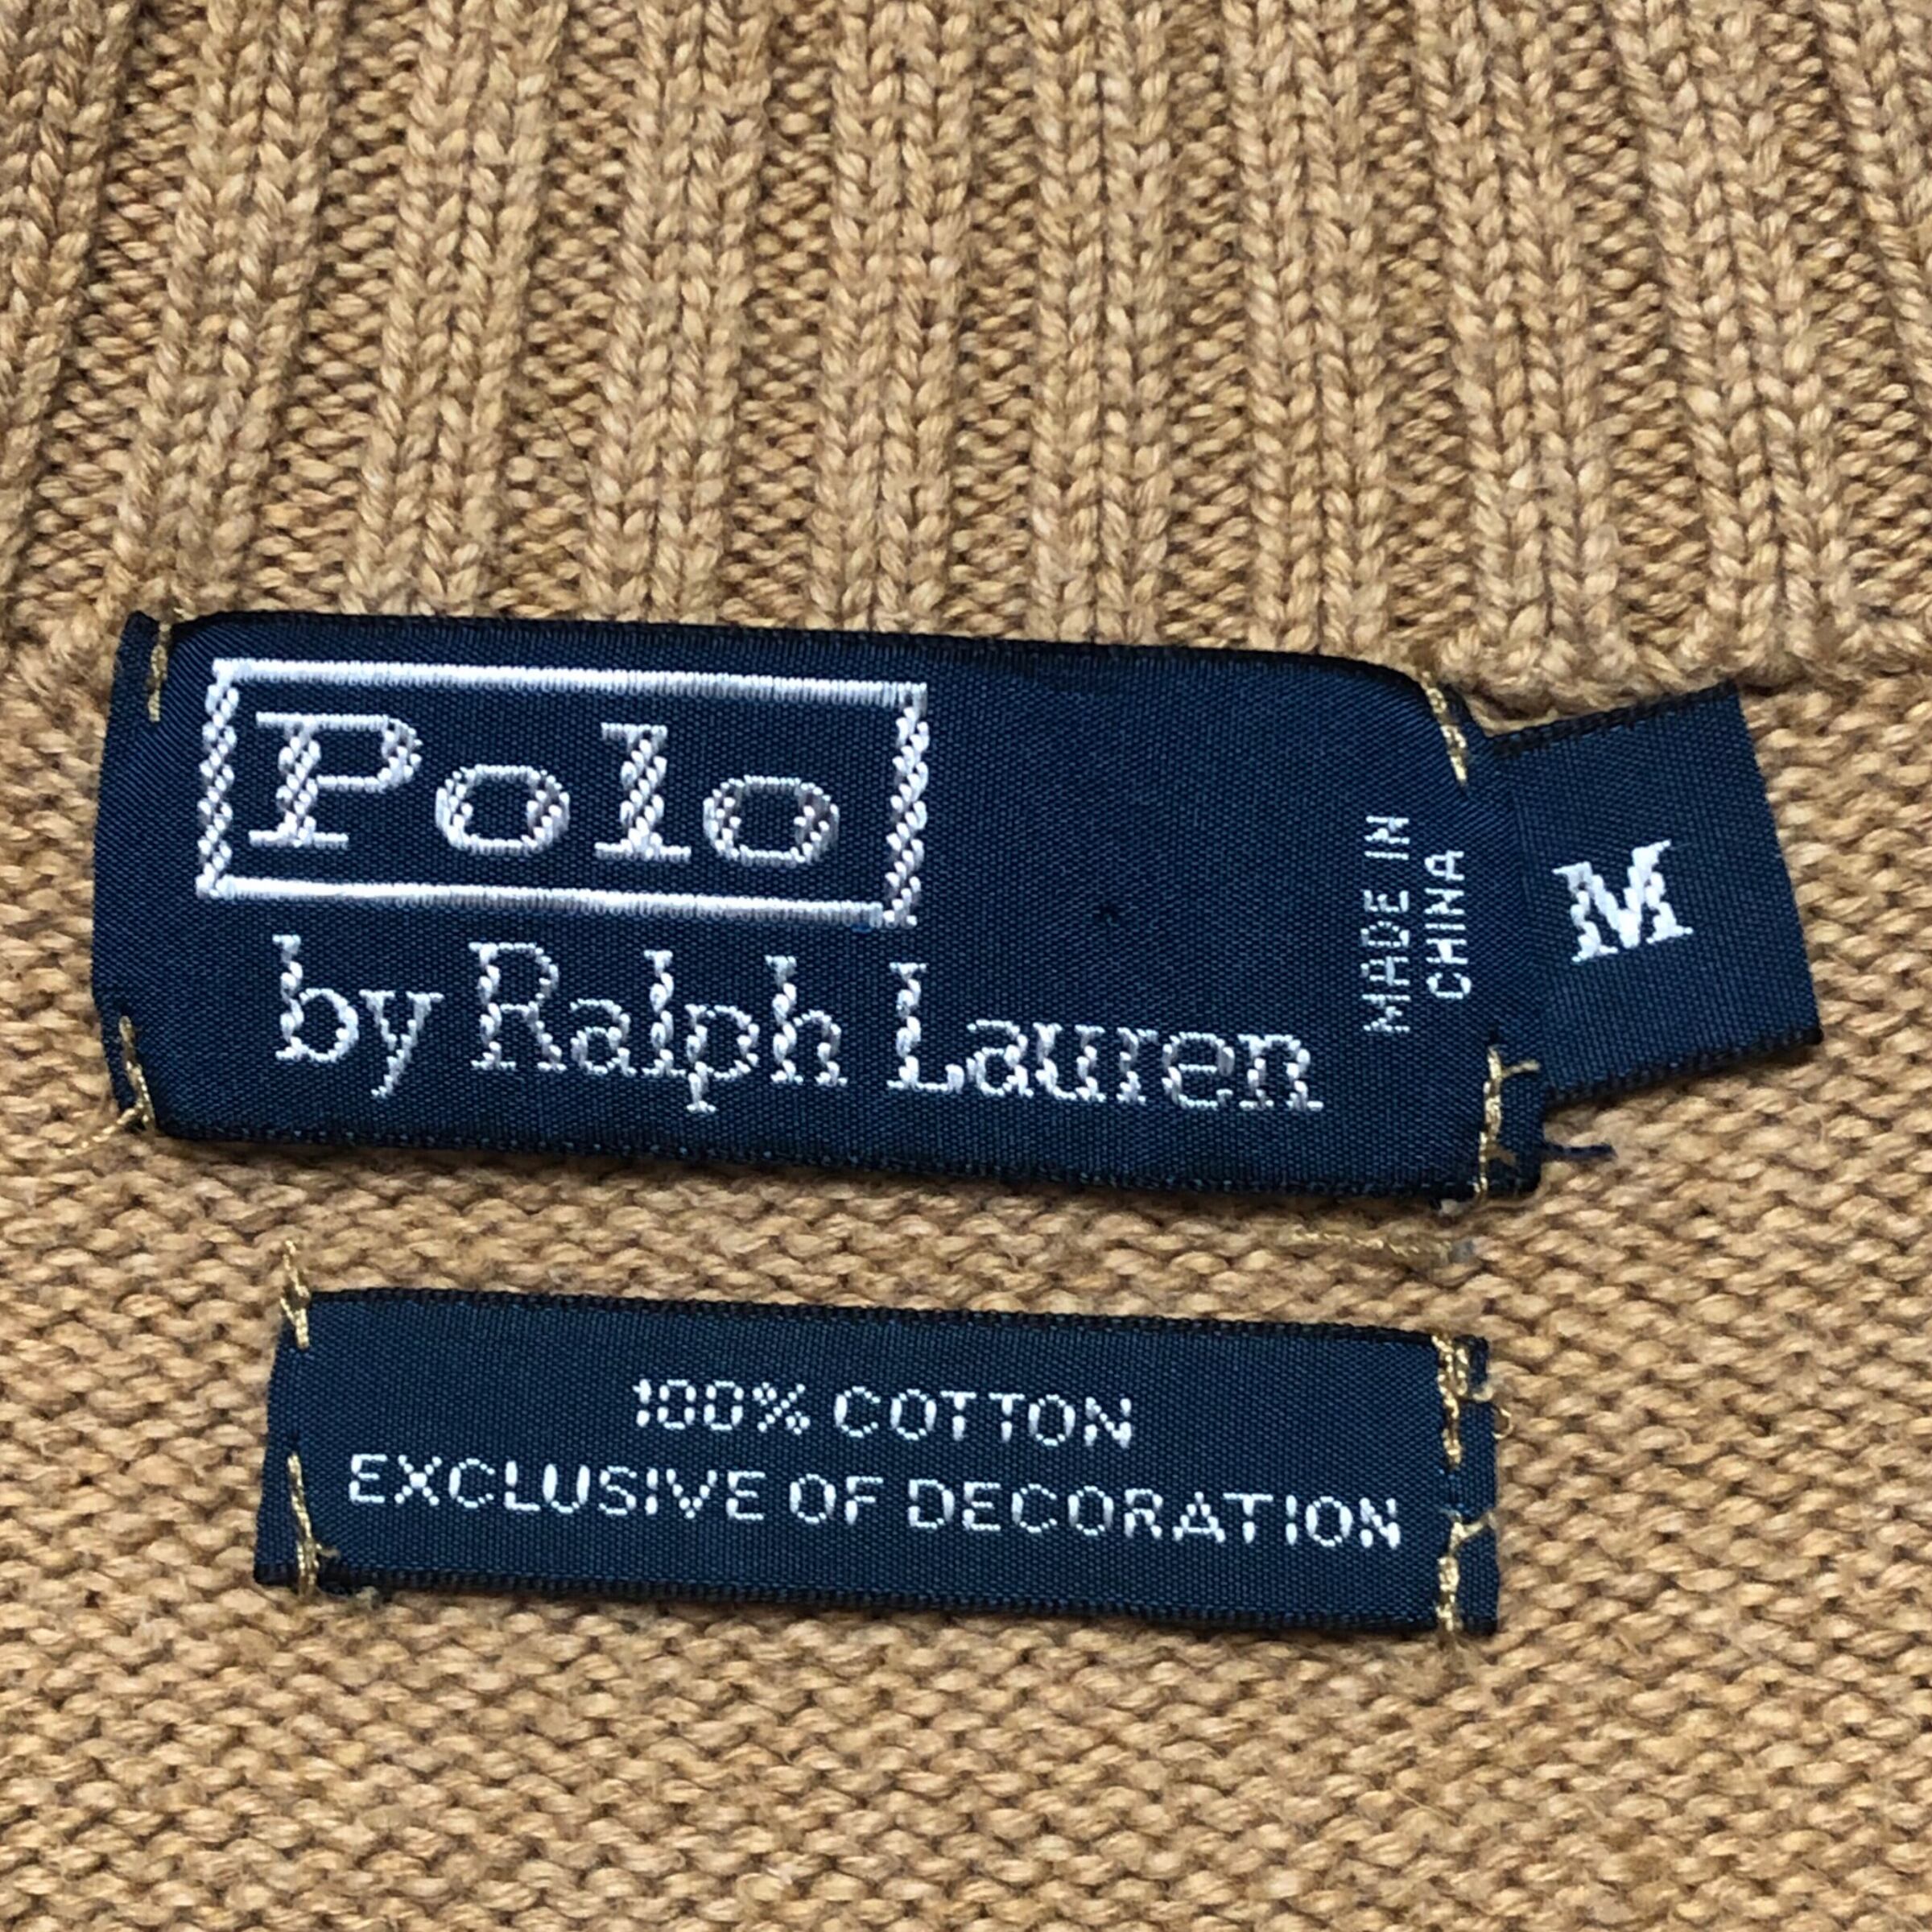 Polo
by Ralph Lauren
MADE IN
CHINA
M
100% COTTON
EXCLUSIVE OF DECORATION